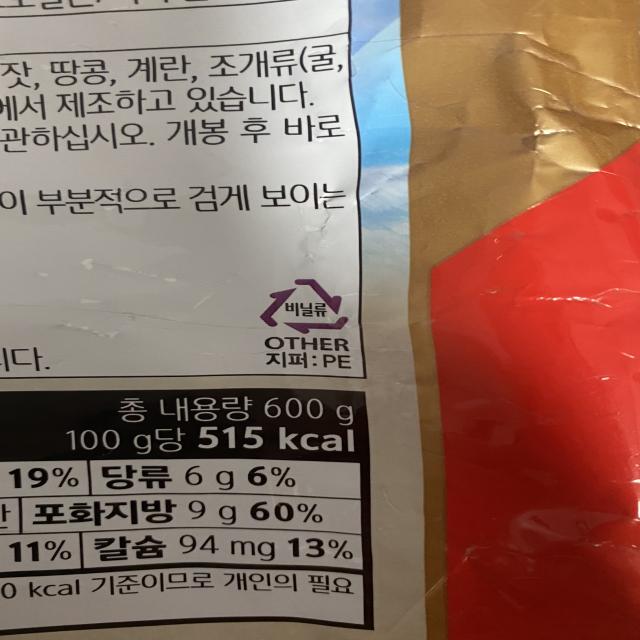 잣, 땅콩, 계란, 조개류(굴,
에서 제조하고 있습니다.
관하십시오. 개봉 후 바로
이 부분적으로 검게 보이는
비닐류
OTHER
지퍼:PE
니다.
총 내용량 600 g
100 g당 515 kcal
19% 당류 6 g 6%
포화지방 9 g 60%
11% 칼슘 94 mg 13%
0 kcal 기준이므로 개인의 필요